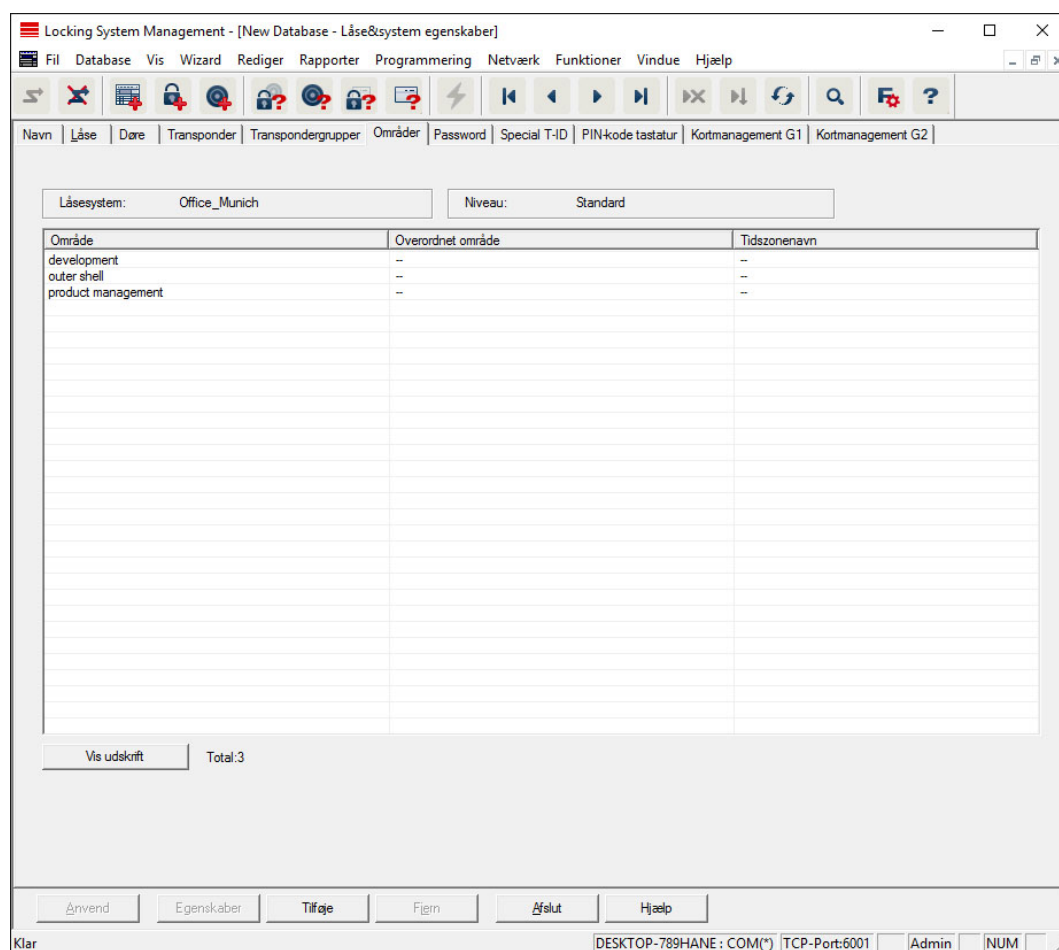 Locking System Management - [New Database - Låse&system egenskaber]
Fil Database Vis Wizard Rediger Rapporter Programmering Netværk Funktioner Vindue Hjælp
Navn Låse Døre Transponder Transpondergrupper Områder Password Special T-ID PIN-kode tastatur Kortmanagement G1 Kortmanagement G2
Låsesystem: Office_Munich Niveau: Standard
Område Overordnet område Tidszonenavn
development -- --
outer shell -- --
product management -- --
Vis udskrift Total:3
Anvend Egenskaber Tilføje Fjern Afslut Hjælp
Klar DESKTOP-789HANE : COM(*) TCP-Port:6001 Admin NUM